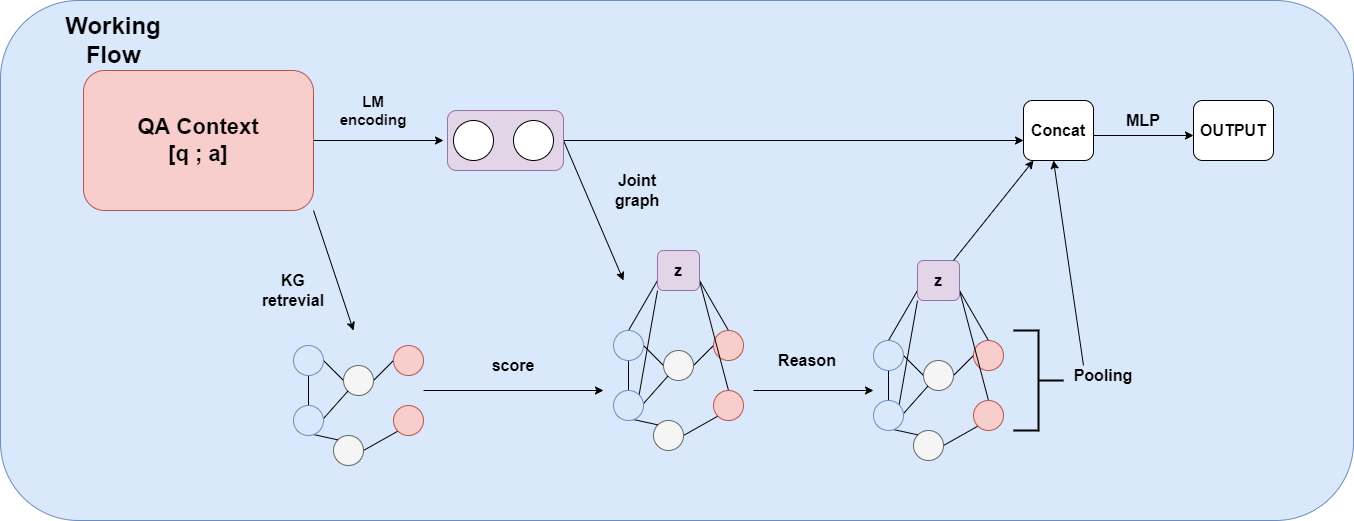 Working
Flow
QA Context
[q ; a]
LM
encoding
Concat
MLP
OUTPUT
Joint
graph
KG
retrevial
z
z
score
Reason
Pooling